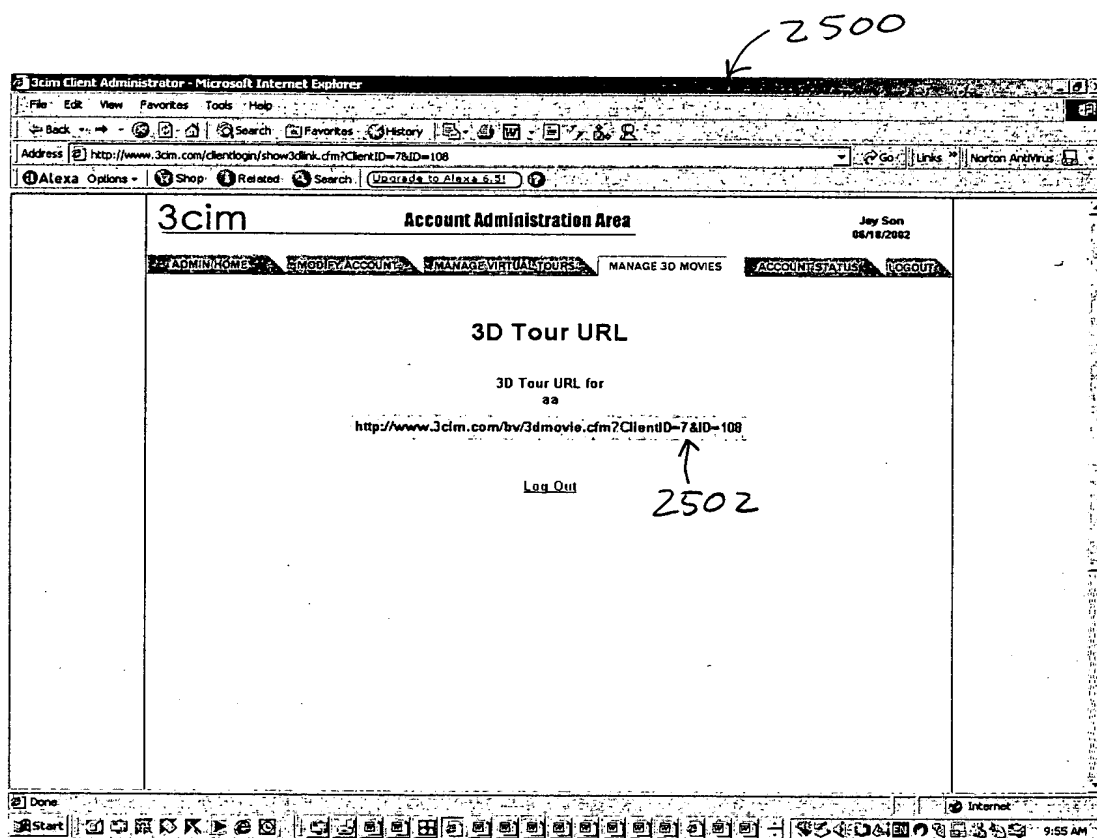 2500
3cim Client Administrator - Microsoft Internet Explorer
File Edit View Favorites Tools Help
Back Search Favorites History
Address http://www.3cim.com/clientlogin/show3dlink.cfm?ClientID=7&ID=108 Go Links » Norton AntiVirus
Alexa Options Shop Related Search Upgrade to Alexa 6.5!
3cim Account Administration Area Jay Son
06/18/2002
ADMIN HOME MODIFY ACCOUNT MANAGE VIRTUAL TOURS MANAGE 3D MOVIES ACCOUNT STATUS LOGOUT
3D Tour URL
3D Tour URL for
aa
http://www.3cim.com/bv/3dmovie.cfm?ClientID=7&ID=108
Log Out
2502
Done Internet
Start EN 9:55 AM